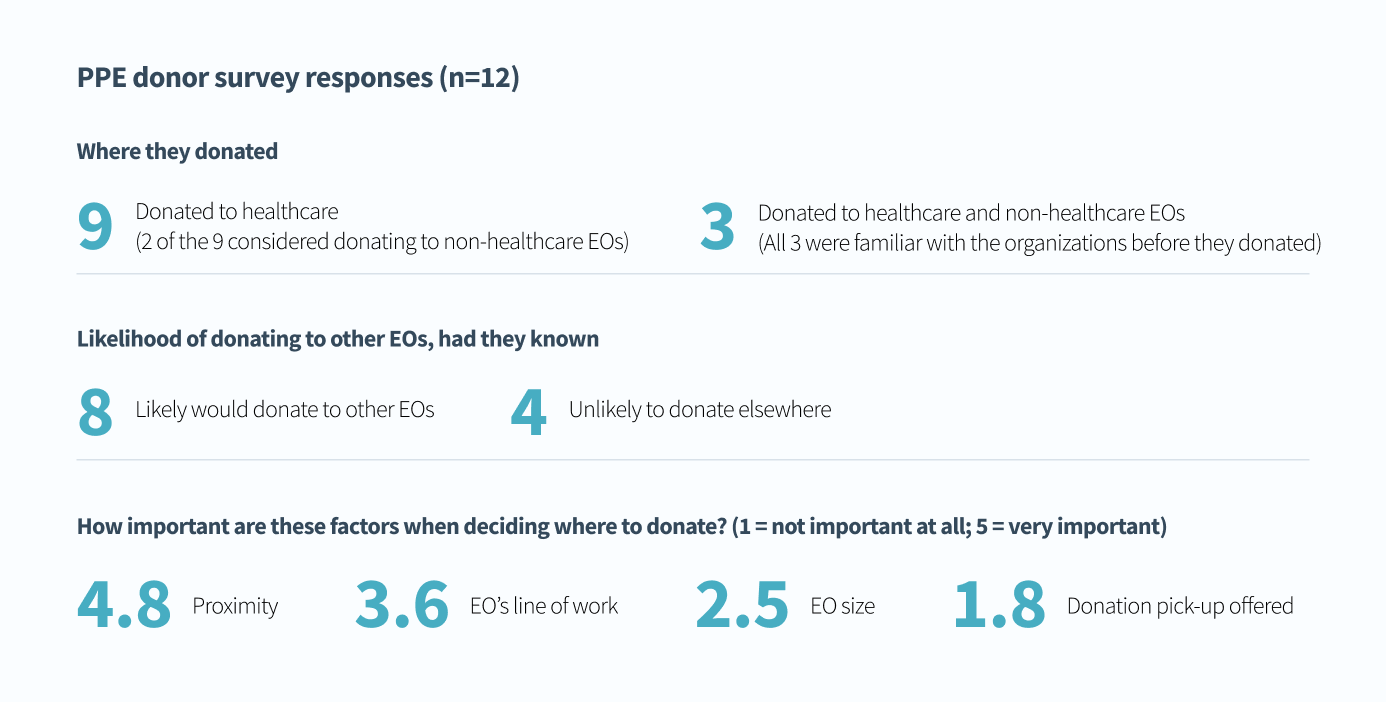 PPE donor survey responses (n=12)
Where they donated
9 Donated to healthcare
(2 of the 9 considered donating to non-healthcare EOs)
3 Donated to healthcare and non-healthcare EOs
(All 3 were familiar with the organizations before they donated)
Likelihood of donating to other EOs, had they known
8 Likely would donate to other EOs
4 Unlikely to donate elsewhere
How important are these factors when deciding where to donate? (1 = not important at all; 5 = very important)
4.8 Proximity
3.6 EO’s line of work
2.5 EO size
1.8 Donation pick-up offered